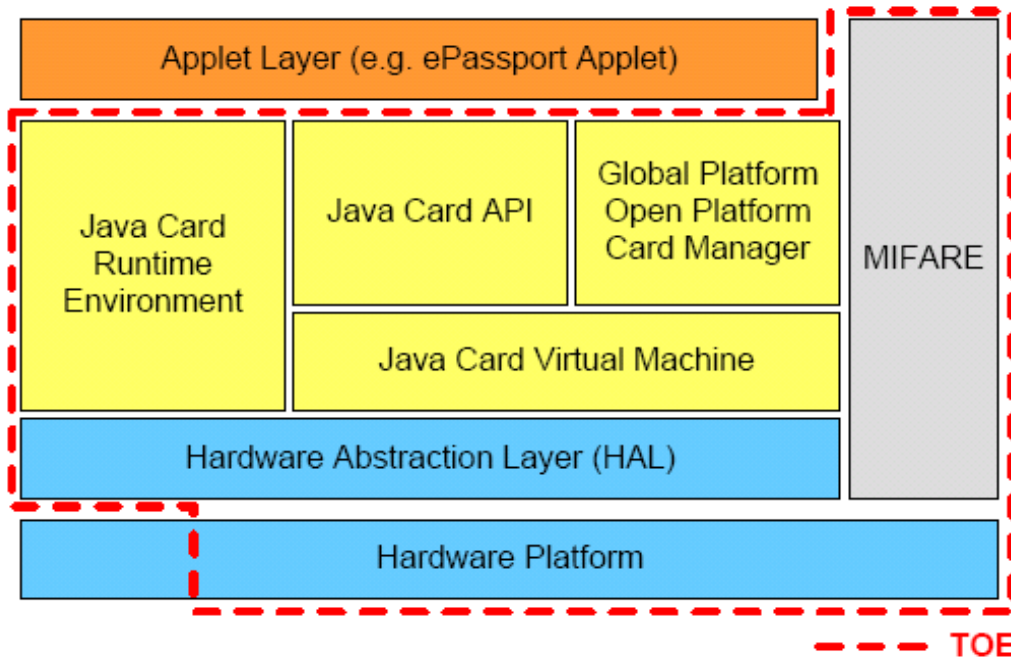 Applet Layer (e.g. ePassport Applet)
Java Card
Runtime
Environment
Java Card API
Global Platform
Open Platform
Card Manager
MIFARE
Java Card Virtual Machine
Hardware Abstraction Layer (HAL)
Hardware Platform
TOE